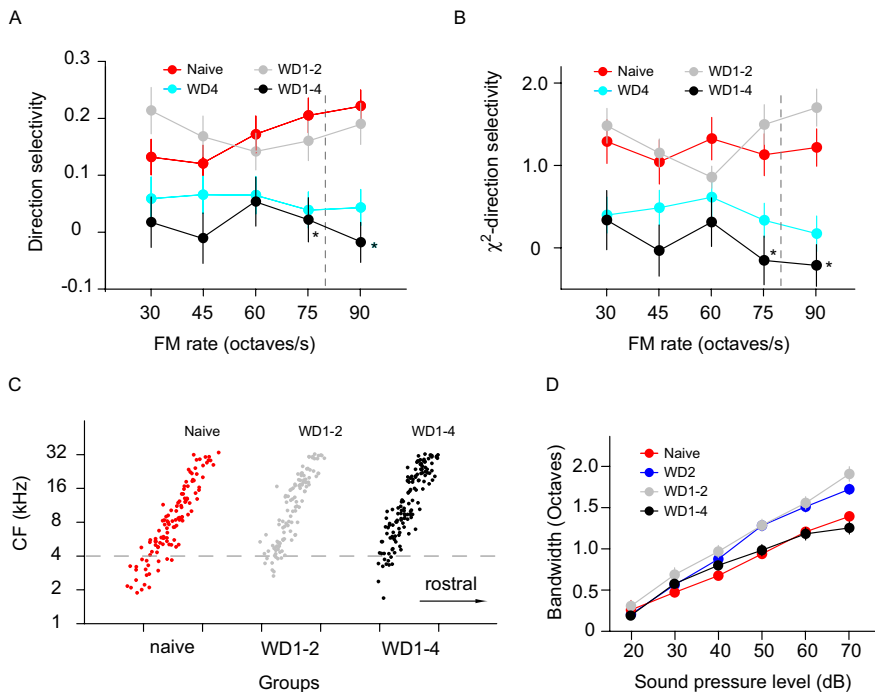 A
Naive
WD1-2
WD4
WD1-4
Direction selectivity
0.3
0.2
0.1
0
-0.1
*
*
30 45 60 75 90
FM rate (octaves/s)
B
Naive
WD1-2
WD4
WD1-4
χ²-direction selectivity
2.0
1.0
0
*
*
30 45 60 75 90
FM rate (octaves/s)
C
Naive
WD1-2
WD1-4
CF (kHz)
32
16
8
4
2
1
rostral
naive WD1-2 WD1-4
Groups
D
Naive
WD2
WD1-2
WD1-4
Bandwidth (Octaves)
2.0
1.5
1.0
0.5
0
20 30 40 50 60 70
Sound pressure level (dB)